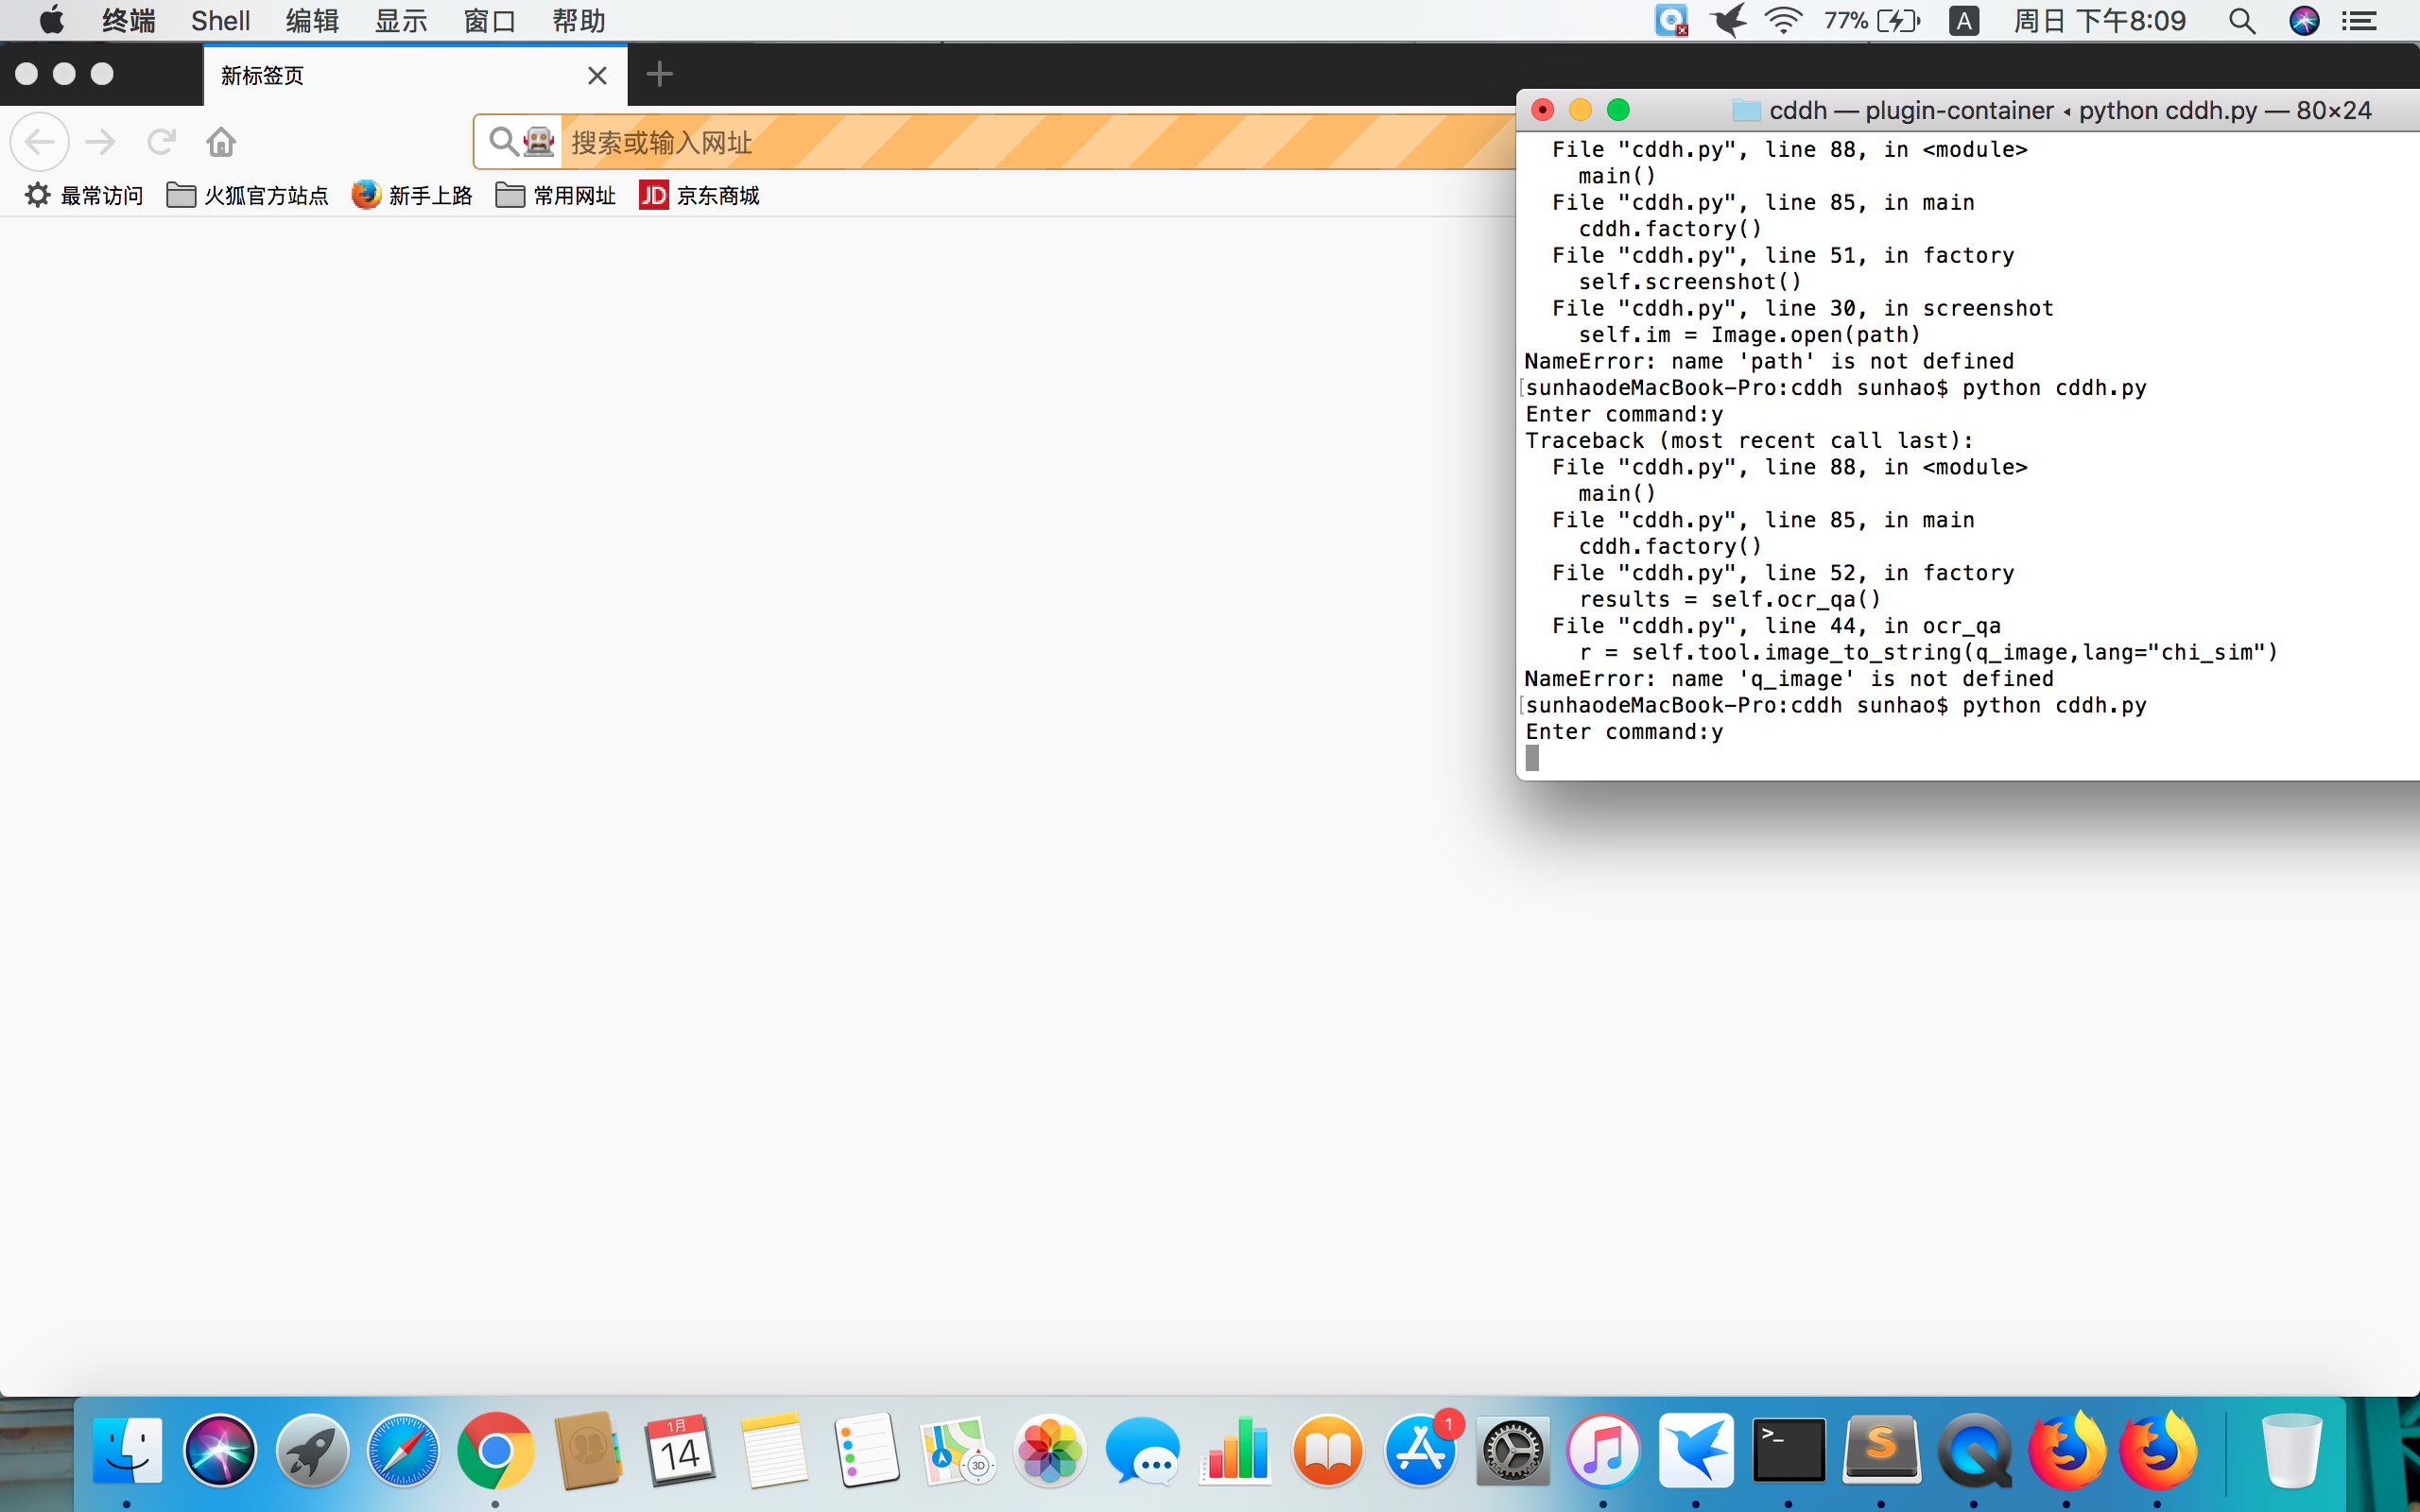 终端 Shell 编辑 显示 窗口 帮助 77% A 周日 下午8:09
新标签页
搜索或输入网址
最常访问 火狐官方站点 新手上路 常用网址 JD 京东商城
cddh — plugin-container ◂ python cddh.py — 80×24
File "cddh.py", line 88, in <module>
main()
File "cddh.py", line 85, in main
cddh.factory()
File "cddh.py", line 51, in factory
self.screenshot()
File "cddh.py", line 30, in screenshot
self.im = Image.open(path)
NameError: name 'path' is not defined
[sunhaodeMacBook-Pro:cddh sunhao$ python cddh.py
Enter command:y
Traceback (most recent call last):
File "cddh.py", line 88, in <module>
main()
File "cddh.py", line 85, in main
cddh.factory()
File "cddh.py", line 52, in factory
results = self.ocr_qa()
File "cddh.py", line 44, in ocr_qa
r = self.tool.image_to_string(q_image,lang="chi_sim")
NameError: name 'q_image' is not defined
[sunhaodeMacBook-Pro:cddh sunhao$ python cddh.py
Enter command:y
1月
14
3D
1
>_
S